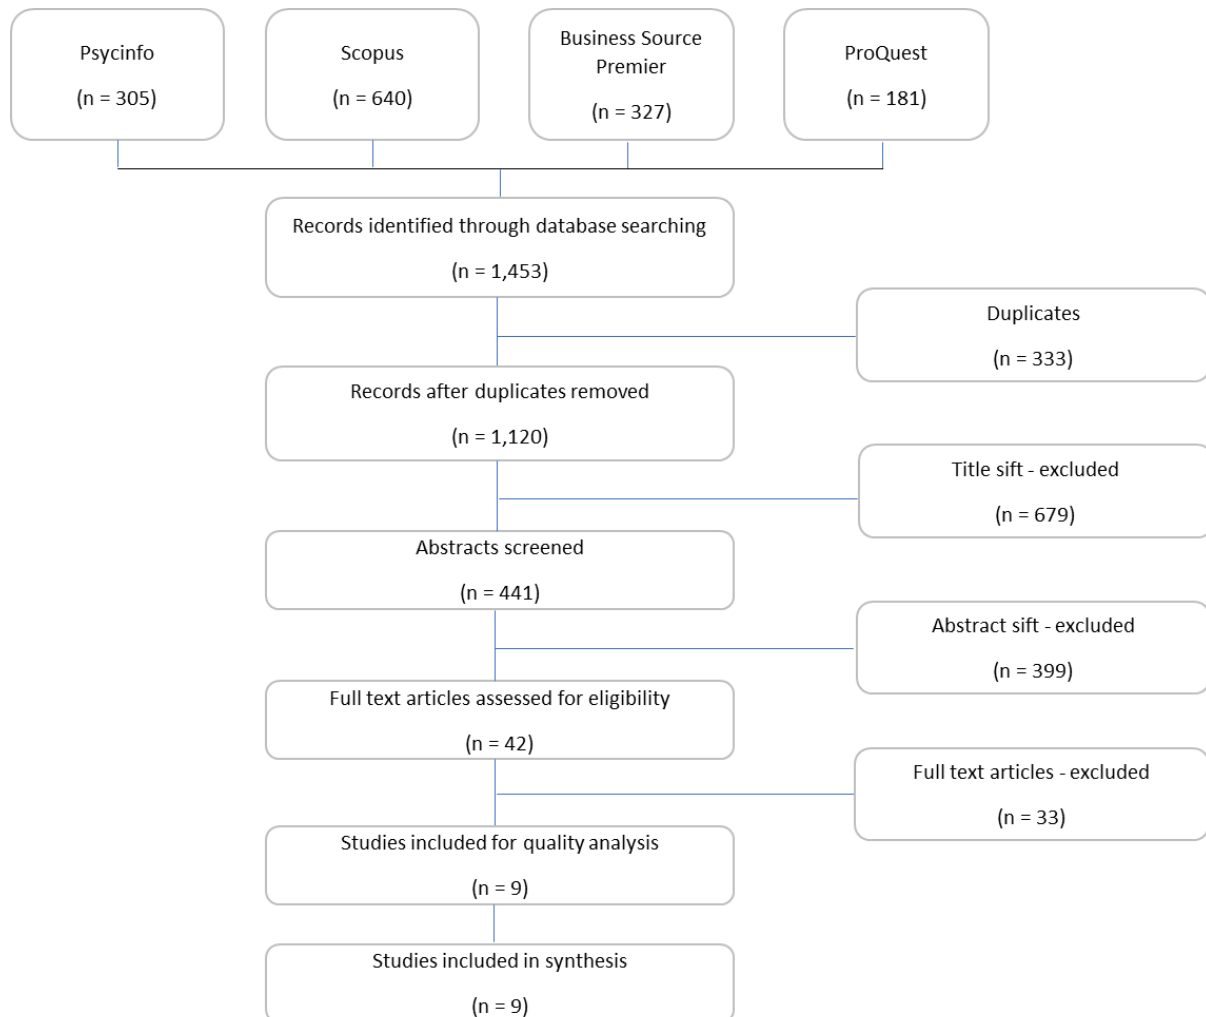 Psycinfo
(n = 305)
Scopus
(n = 640)
Business Source
Premier
(n = 327)
ProQuest
(n = 181)
Records identified through database searching
(n = 1,453)
Duplicates
(n = 333)
Records after duplicates removed
(n = 1,120)
Title sift - excluded
(n = 679)
Abstracts screened
(n = 441)
Abstract sift - excluded
(n = 399)
Full text articles assessed for eligibility
(n = 42)
Full text articles - excluded
(n = 33)
Studies included for quality analysis
(n = 9)
Studies included in synthesis
(n = 9)